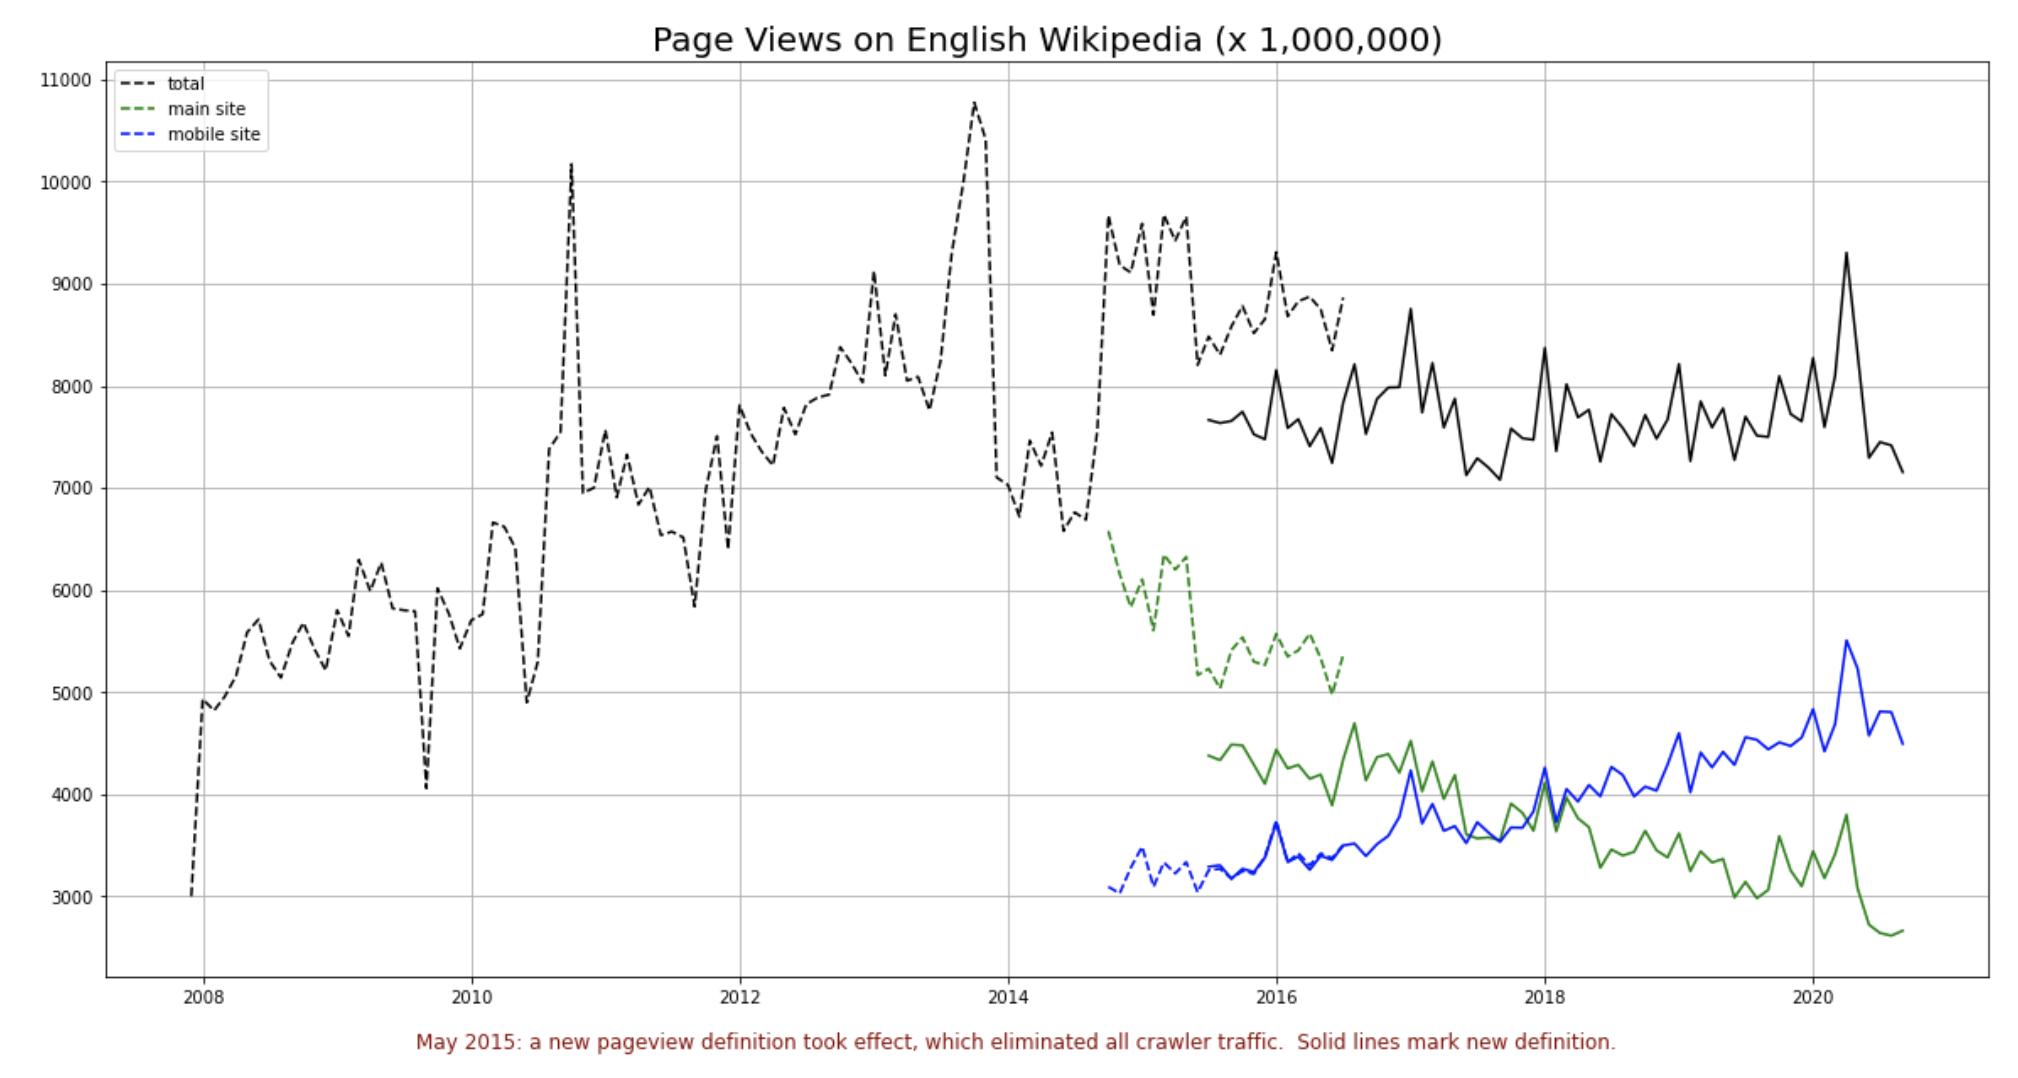 Page Views on English Wikipedia (x 1,000,000)
total
main site
mobile site
11000
10000
9000
8000
7000
6000
5000
4000
3000
2008 2010 2012 2014 2016 2018 2020
May 2015: a new pageview definition took effect, which eliminated all crawler traffic.  Solid lines mark new definition.